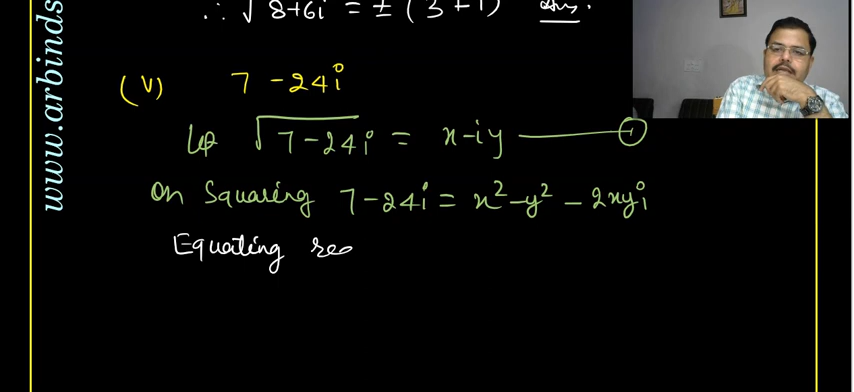 ∴ √8+6i = ± (3+i) Ans.
(V) 7 - 24i
Let √7-24i = x-iy ——— ①
On Squaring 7-24i = x² - y² - 2xyi
Equating rea
www.arbinds